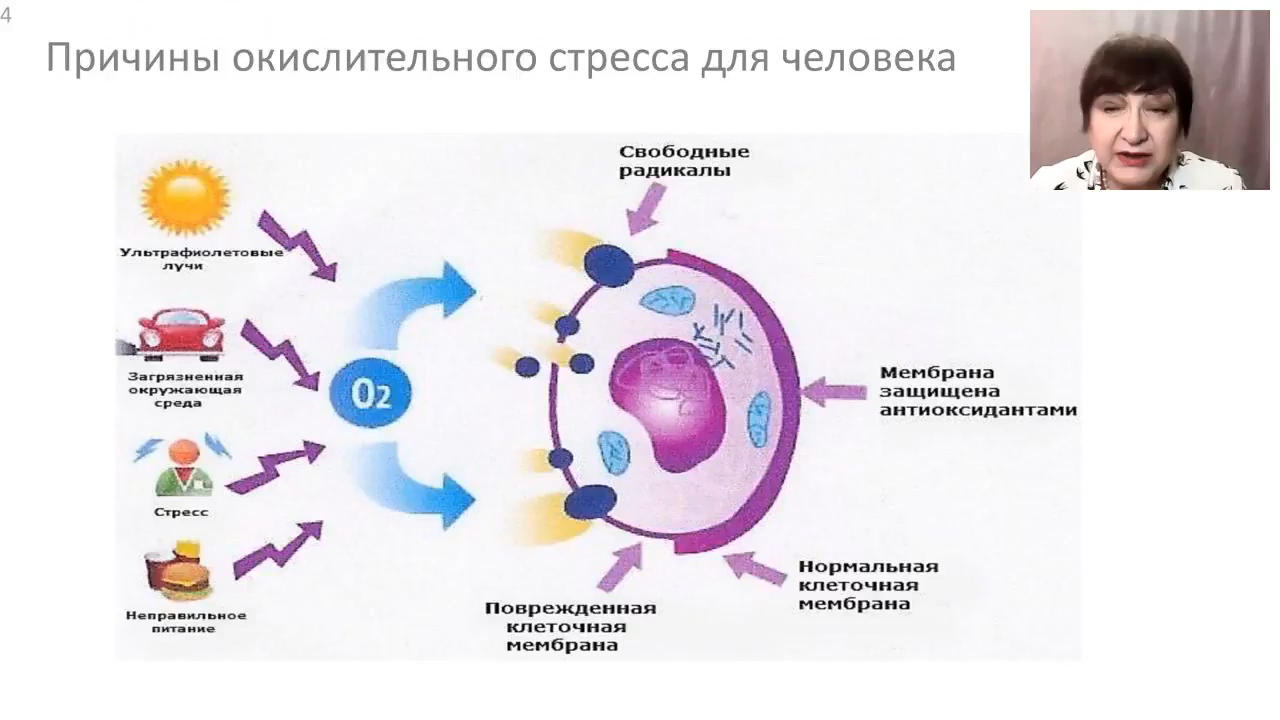 4
Причины окислительного стресса для человека
Свободные
радикалы
Ультрафиолетовые
лучи
Загрязненная
окружающая
среда
O2
Мембрана
защищена
антиоксидантами
Стресс
Нормальная
клеточная
мембрана
Неправильное
питание
Поврежденная
клеточная
мембрана